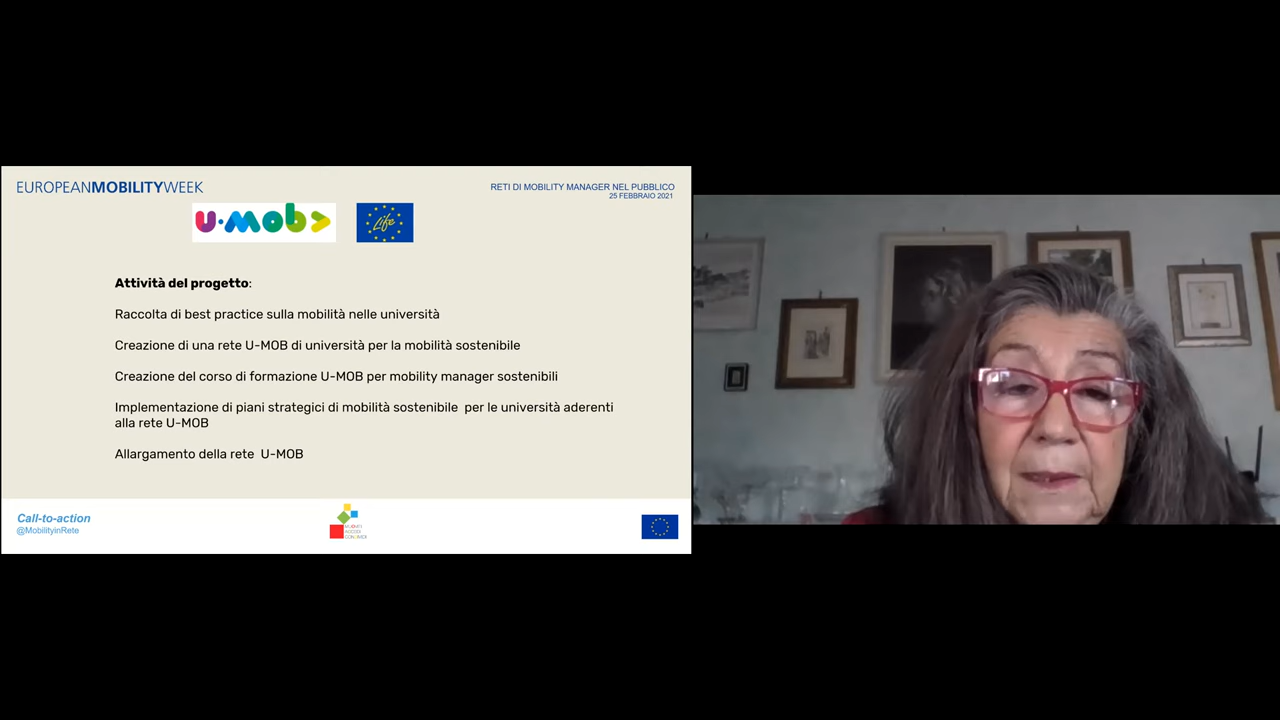 EUROPEANMOBILITYWEEK
RETI DI MOBILITY MANAGER NEL PUBBLICO
25 FEBBRAIO 2021
U-MOB>
Life
Attività del progetto:
Raccolta di best practice sulla mobilità nelle università
Creazione di una rete U-MOB di università per la mobilità sostenibile
Creazione del corso di formazione U-MOB per mobility manager sostenibili
Implementazione di piani strategici di mobilità sostenibile per le università aderenti
alla rete U-MOB
Allargamento della rete U-MOB
Call-to-action
@MobilityinRete